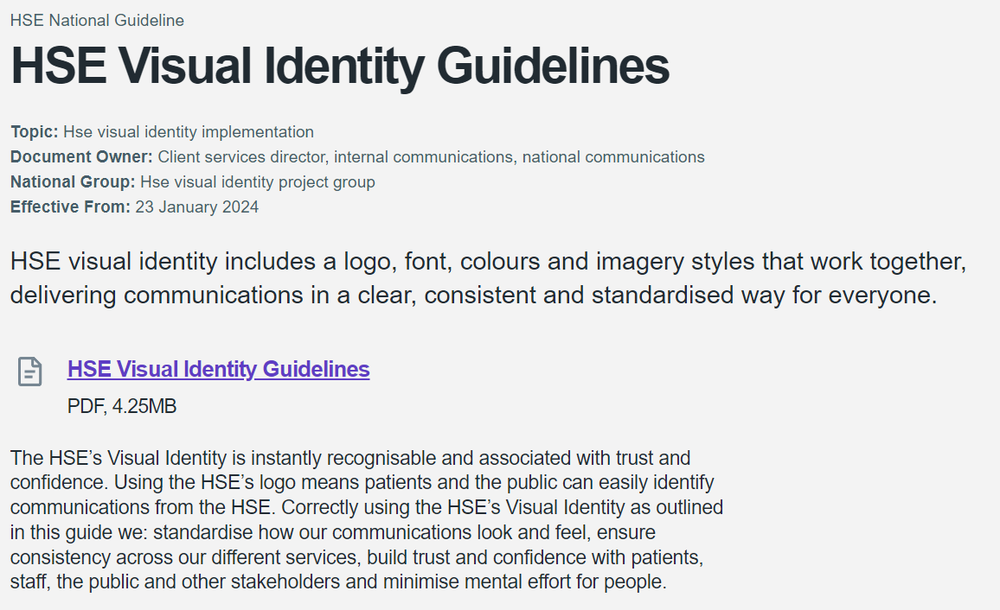 HSE National Guideline
HSE Visual Identity Guidelines
Topic: Hse visual identity implementation
Document Owner: Client services director, internal communications, national communications
National Group: Hse visual identity project group
Effective From: 23 January 2024
HSE visual identity includes a logo, font, colours and imagery styles that work together,
delivering communications in a clear, consistent and standardised way for everyone.
HSE Visual Identity Guidelines
PDF, 4.25MB
The HSE’s Visual Identity is instantly recognisable and associated with trust and
confidence. Using the HSE’s logo means patients and the public can easily identify
communications from the HSE. Correctly using the HSE’s Visual Identity as outlined
in this guide we: standardise how our communications look and feel, ensure
consistency across our different services, build trust and confidence with patients,
staff, the public and other stakeholders and minimise mental effort for people.